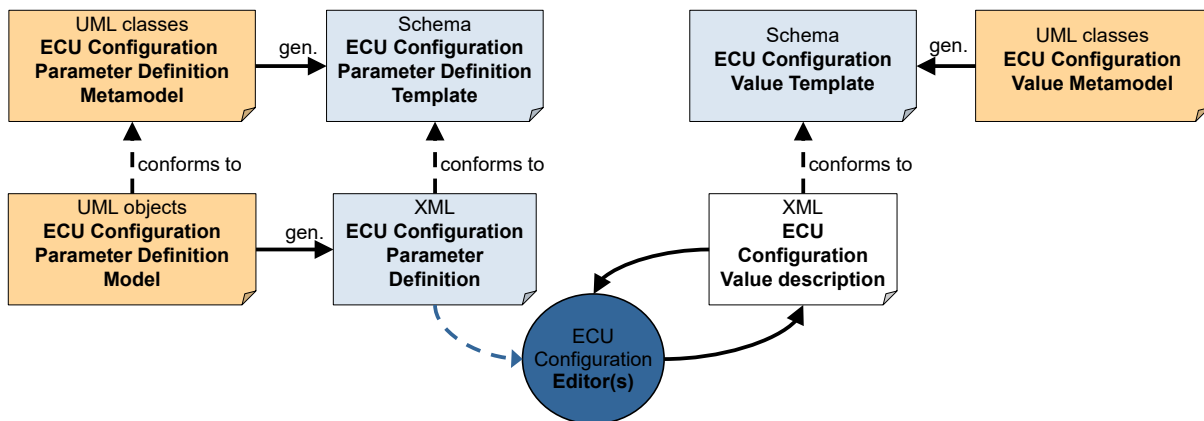 UML classes
ECU Configuration
Parameter Definition
Metamodel
gen.
Schema
ECU Configuration
Parameter Definition
Template
Schema
ECU Configuration
Value Template
gen.
UML classes
ECU Configuration
Value Metamodel
conforms to
conforms to
conforms to
UML objects
ECU Configuration
Parameter Definition
Model
gen.
XML
ECU Configuration
Parameter
Definition
XML
ECU
Configuration
Value description
ECU
Configuration
Editor(s)